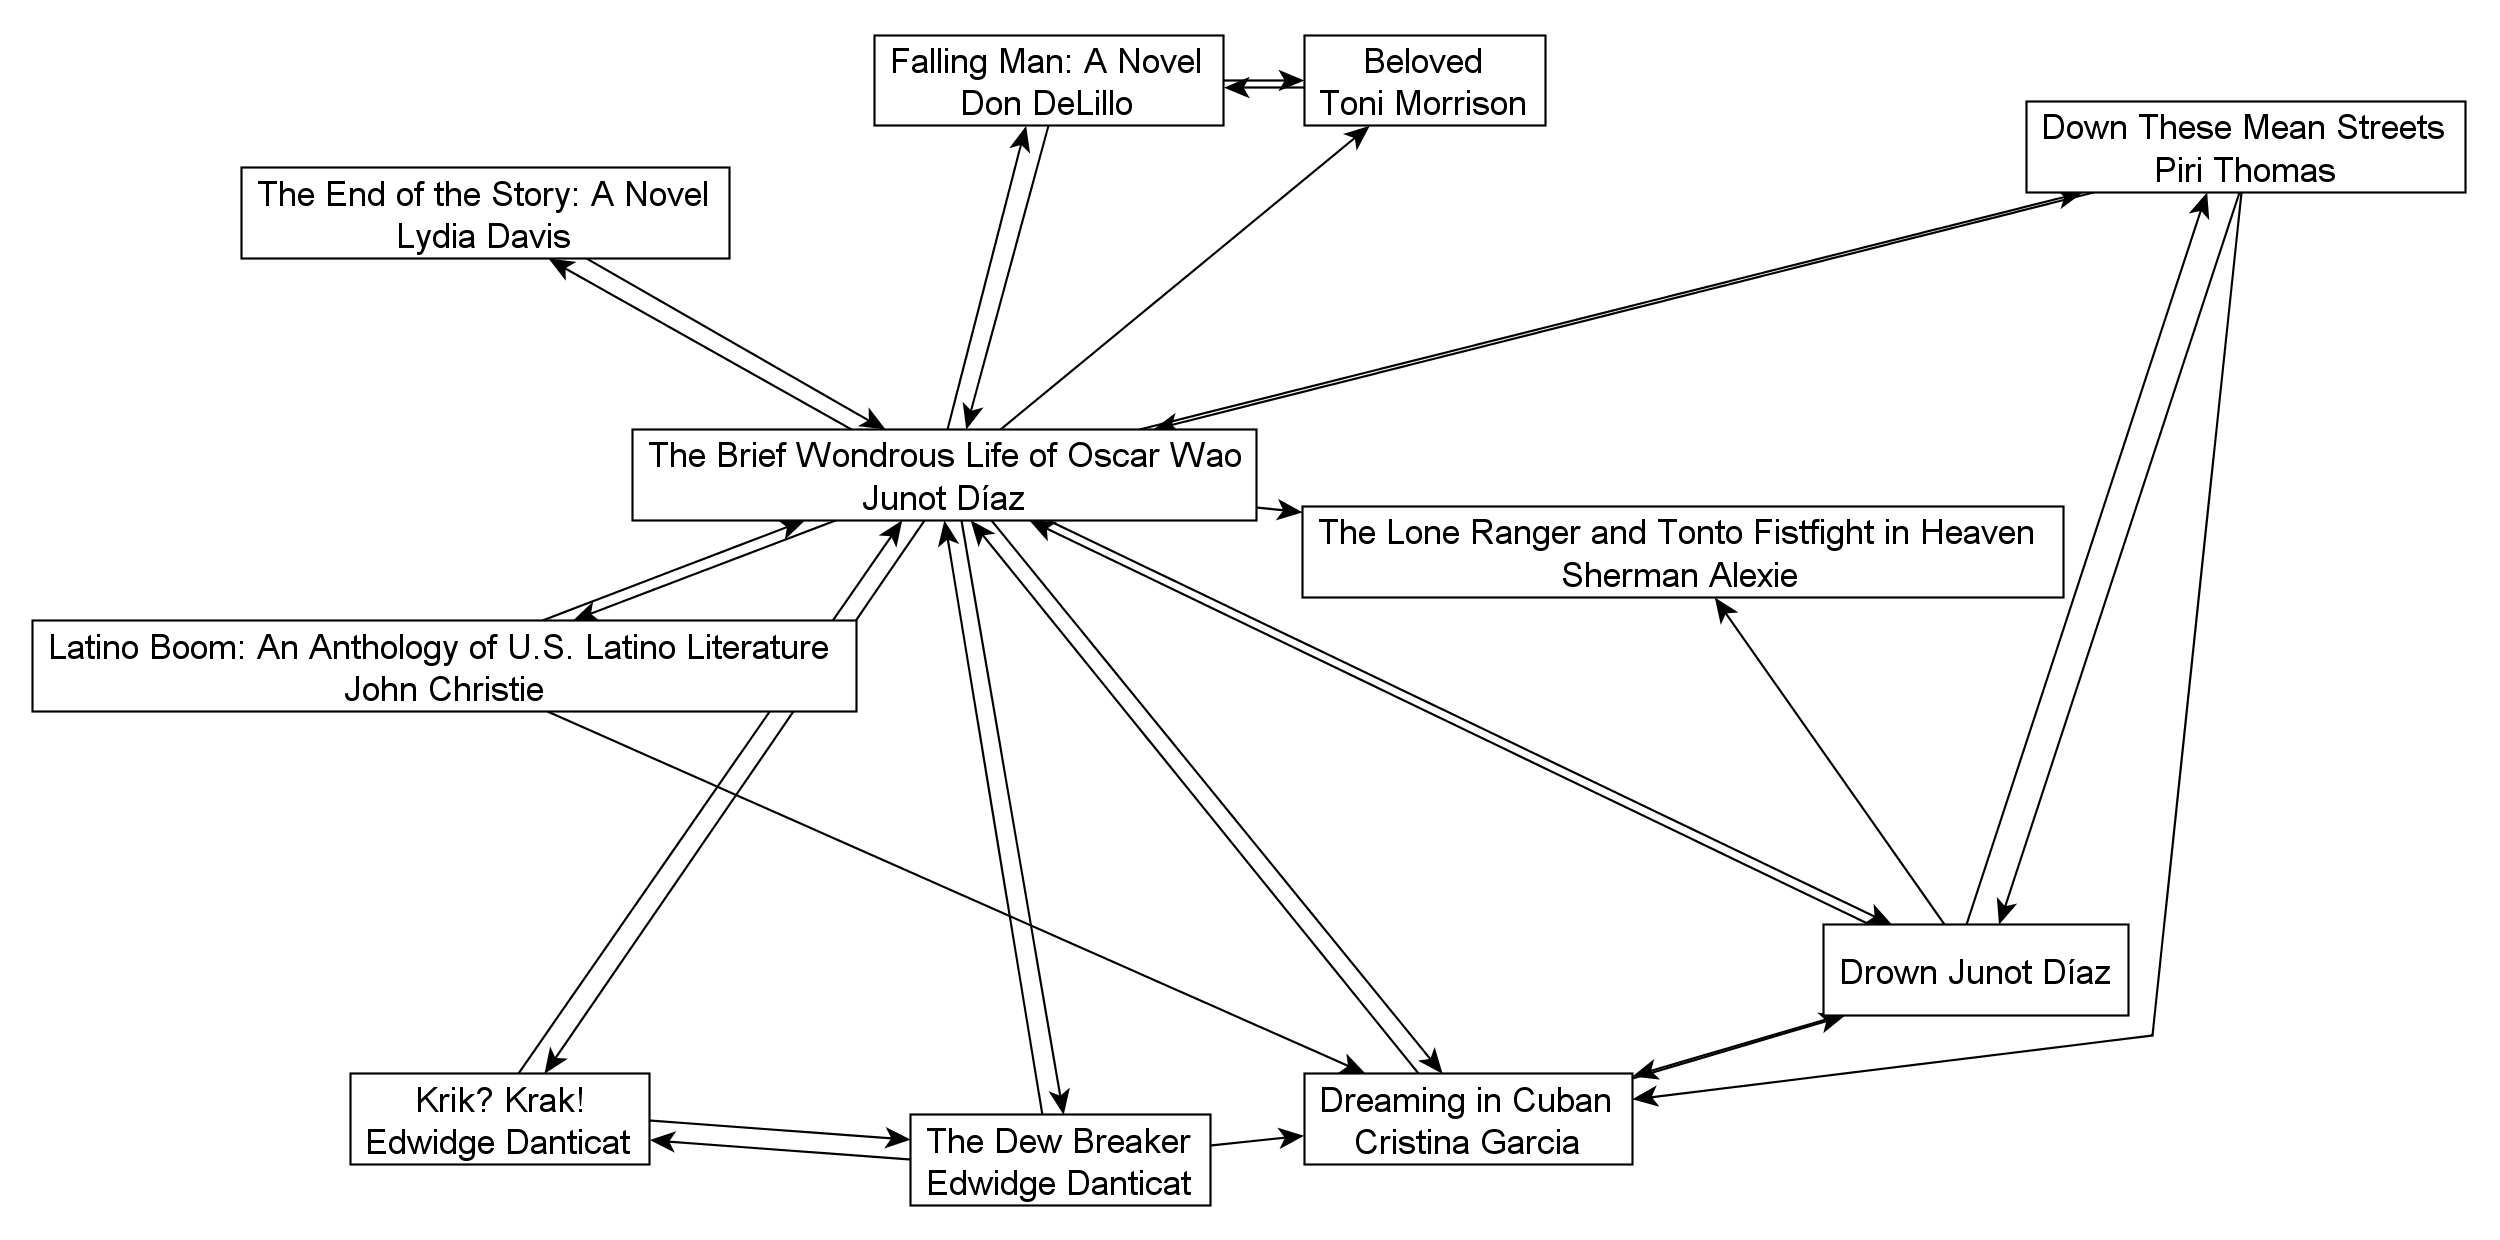 Falling Man: A Novel
Don DeLillo
Beloved
Toni Morrison
Down These Mean Streets
Piri Thomas
The End of the Story: A Novel
Lydia Davis
The Brief Wondrous Life of Oscar Wao
Junot Díaz
The Lone Ranger and Tonto Fistfight in Heaven
Sherman Alexie
Latino Boom: An Anthology of U.S. Latino Literature
John Christie
Drown Junot Díaz
Krik? Krak!
Edwidge Danticat
The Dew Breaker
Edwidge Danticat
Dreaming in Cuban
Cristina Garcia